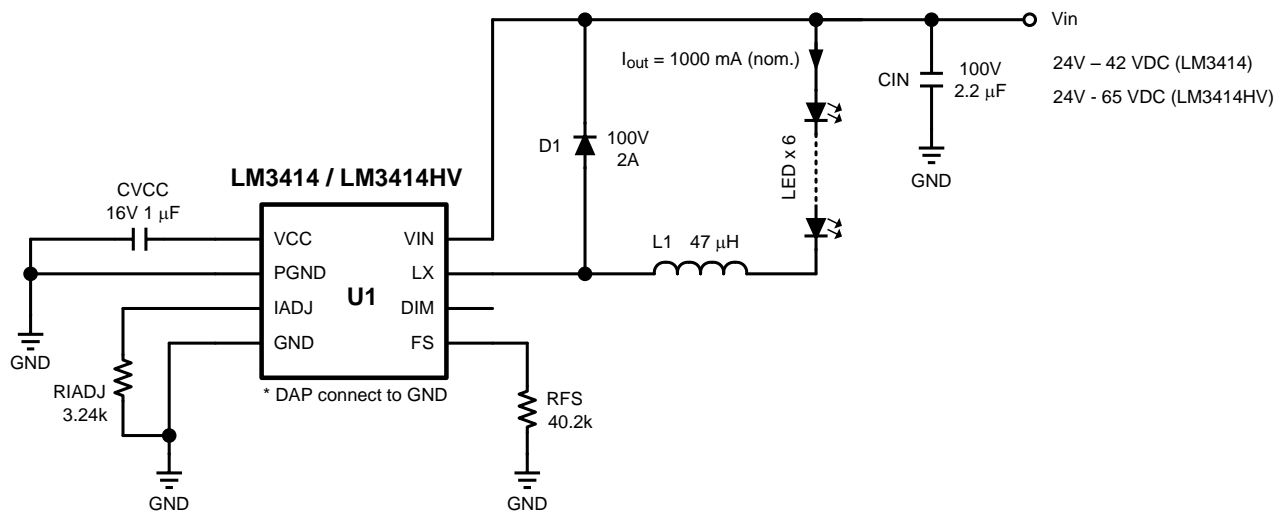 Vin
I_out = 1000 mA (nom.)
24V – 42 VDC (LM3414)
24V - 65 VDC (LM3414HV)
CIN
100V
2.2 μF
GND
D1
100V
2A
LED x 6
LM3414 / LM3414HV
CVCC
16V 1 μF
VCC
VIN
L1 47 μH
PGND
LX
U1
IADJ
DIM
GND
FS
GND
* DAP connect to GND
RIADJ
3.24k
RFS
40.2k
GND
GND